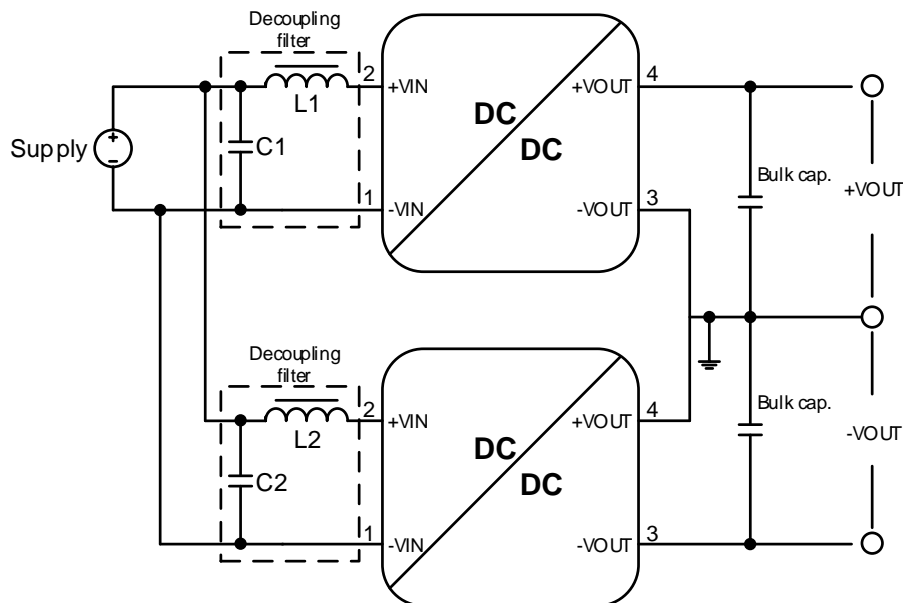 Decoupling
filter
2
+VIN
L1
C1
Supply
1
-VIN
DC
DC
4
+VOUT
3
-VOUT
Bulk cap.
+VOUT
Decoupling
filter
2
+VIN
L2
C2
1
-VIN
DC
DC
4
+VOUT
3
-VOUT
Bulk cap.
-VOUT